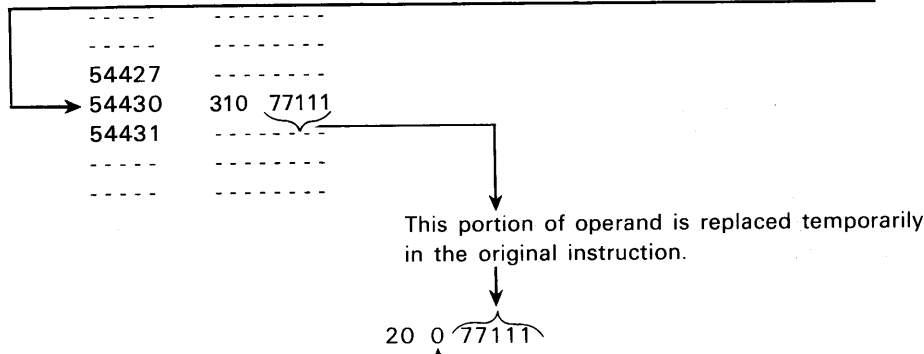 - - - - -   - - - - - - - -
- - - - -   - - - - - - - -
54427   - - - - - - - -
54430   310 77111
54431   - - - - - - - -
- - - - -   - - - - - - - -
- - - - -   - - - - - - - -
This portion of operand is replaced temporarily
in the original instruction.
20 0 77111